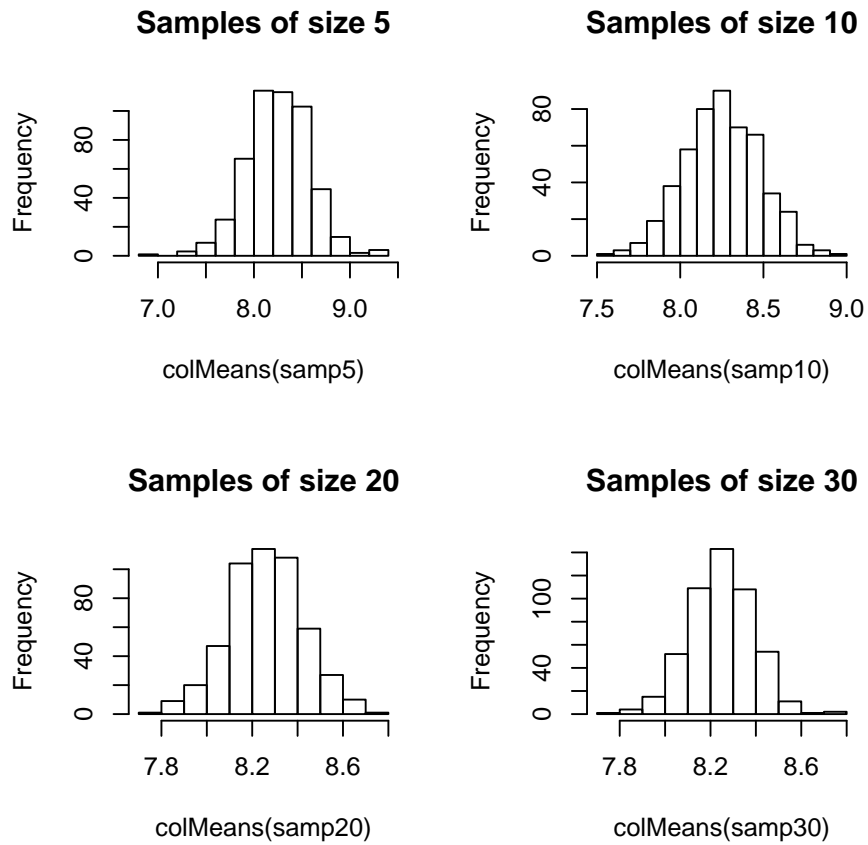 Samples of size 5
Frequency
0 40 80
7.0 8.0 9.0
colMeans(samp5)
Samples of size 10
Frequency
0 40 80
7.5 8.0 8.5 9.0
colMeans(samp10)
Samples of size 20
Frequency
0 40 80
7.8 8.2 8.6
colMeans(samp20)
Samples of size 30
Frequency
0 40 100
7.8 8.2 8.6
colMeans(samp30)